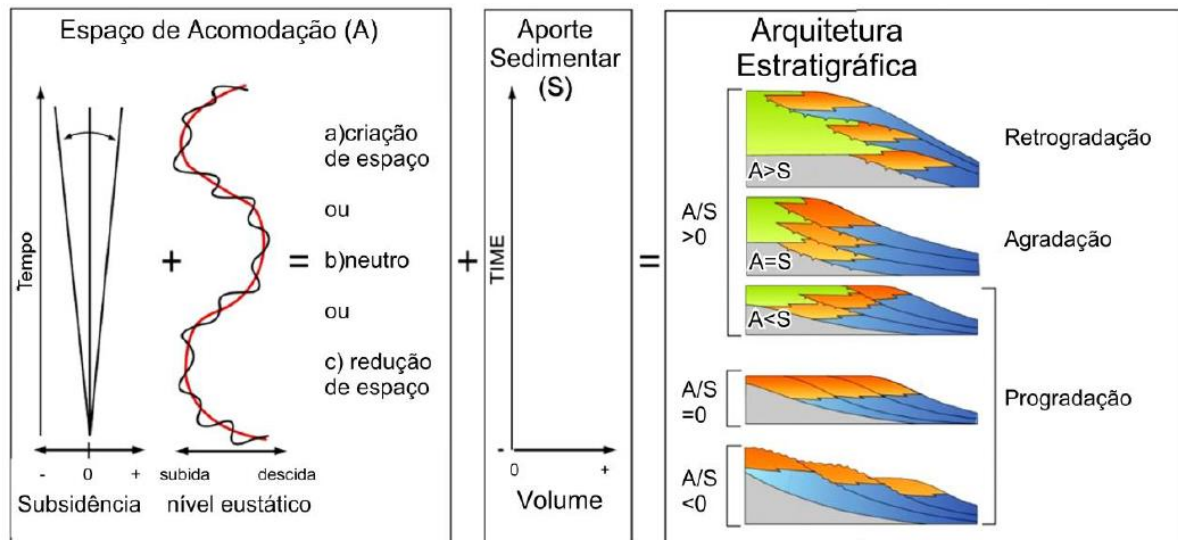 Espaço de Acomodação (A)
Tempo
- 0 +
Subsidência
+
subida descida
nível eustático
=
a)criação
de espaço
ou
b)neutro
ou
c) redução
de espaço
+
Aporte
Sedimentar
(S)
TIME
-
0 +
Volume
=
Arquitetura
Estratigráfica
A/S
>0
A>S
Retrogradação
A=S
Agradação
A<S
A/S
=0
Progradação
A/S
<0